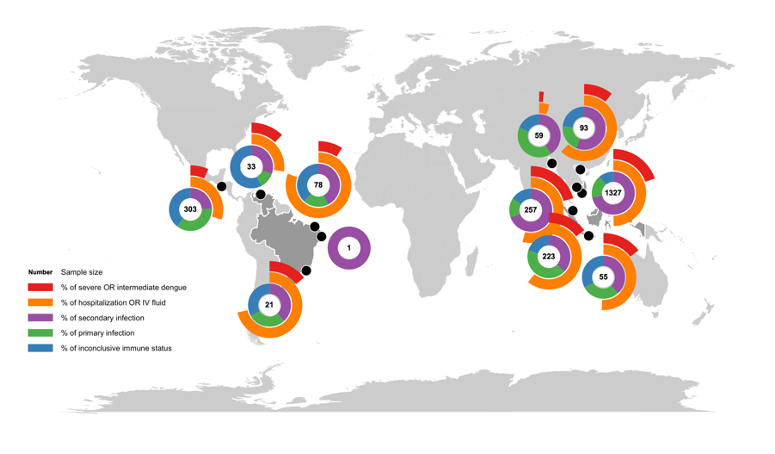 59
93
33
78
1327
303
257
1
223
55
21
Number Sample size
% of severe OR intermediate dengue
% of hospitalization OR IV fluid
% of secondary infection
% of primary infection
% of inconclusive immune status